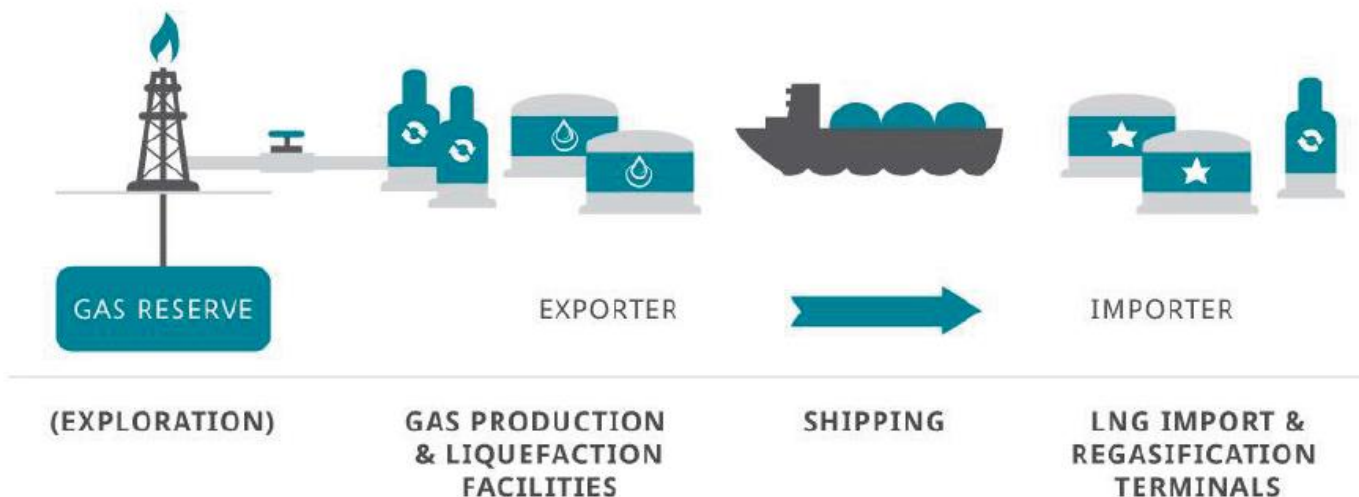 GAS RESERVE
EXPORTER
IMPORTER
(EXPLORATION)
GAS PRODUCTION
& LIQUEFACTION
FACILITIES
SHIPPING
LNG IMPORT &
REGASIFICATION
TERMINALS